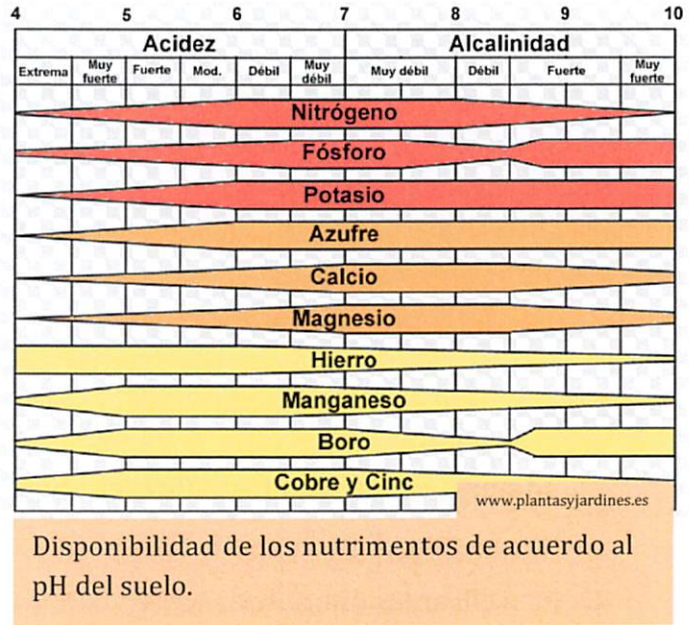 4 5 6 7 8 9 10
Acidez Alcalinidad
Extrema Muy fuerte Fuerte Mod. Débil Muy débil Muy débil Débil Fuerte Muy fuerte
Nitrógeno
Fósforo
Potasio
Azufre
Calcio
Magnesio
Hierro
Manganeso
Boro
Cobre y Cinc
www.plantasyjardines.es
Disponibilidad de los nutrimentos de acuerdo al
pH del suelo.